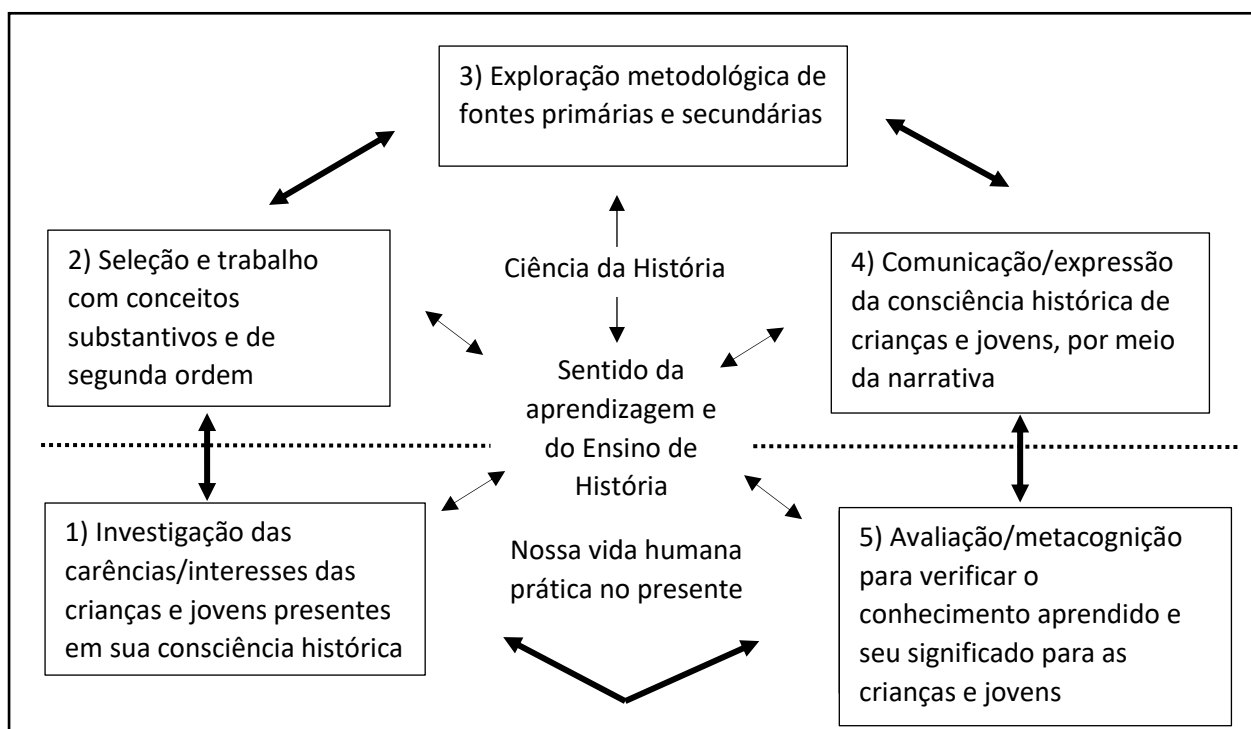 3) Exploração metodológica de
fontes primárias e secundárias
2) Seleção e trabalho
com conceitos
substantivos e de
segunda ordem
Ciência da História
4) Comunicação/expressão
da consciência histórica de
crianças e jovens, por meio
da narrativa
Sentido da
aprendizagem e
do Ensino de
História
1) Investigação das
carências/interesses das
crianças e jovens presentes
em sua consciência histórica
Nossa vida humana
prática no presente
5) Avaliação/metacognição
para verificar o
conhecimento aprendido e
seu significado para as
crianças e jovens